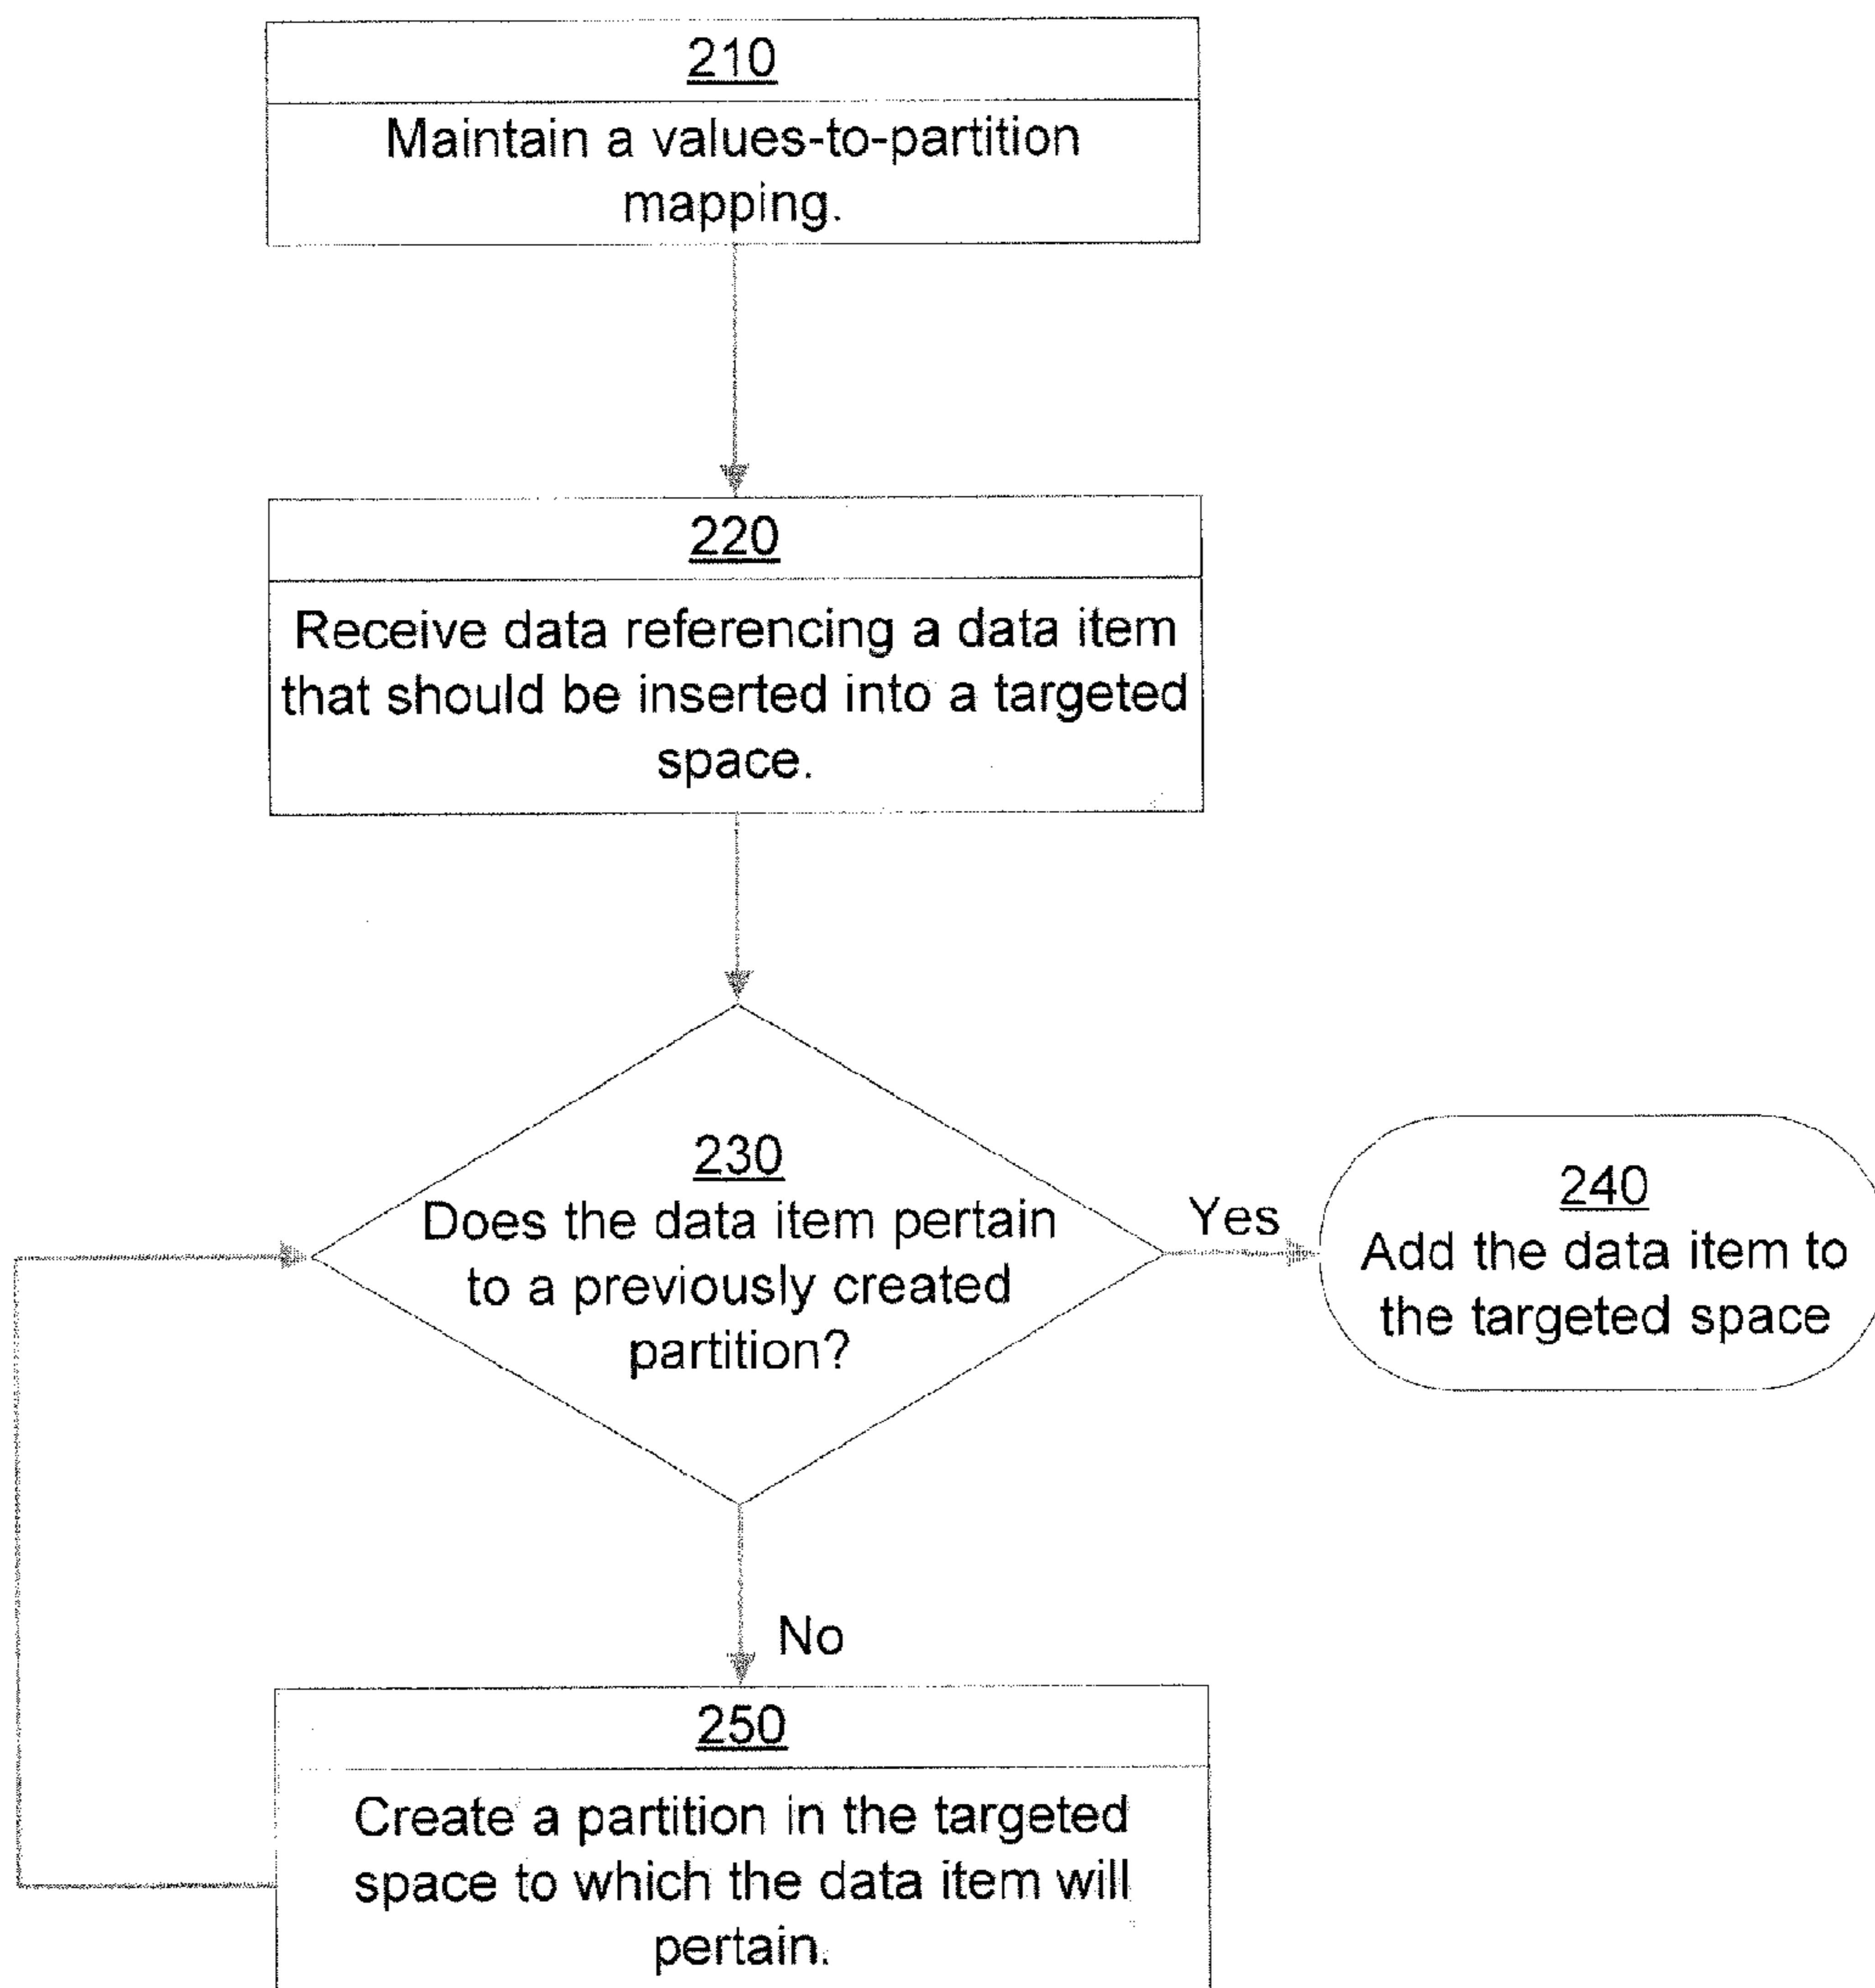 210
Maintain a values-to-partition
mapping.
220
Receive data referencing a data item
that should be inserted into a targeted
space.
230
Does the data item pertain
to a previously created
partition?
Yes
240
Add the data item to
the targeted space
No
250
Create a partition in the targeted
space to which the data item will
pertain.